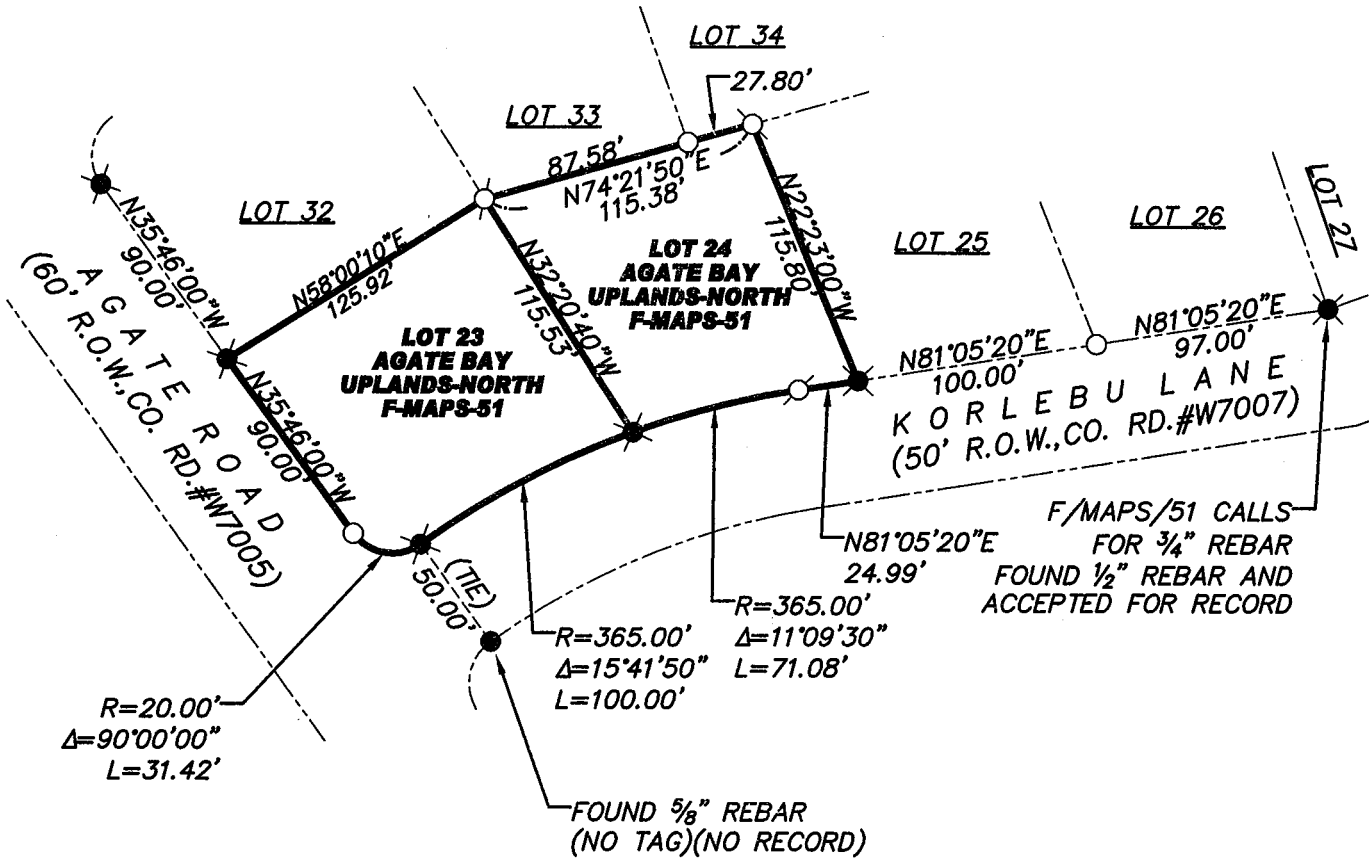 LOT 34
27.80'
LOT 33
87.58'
N74°21'50"E
115.38'
LOT 32
N35°46'00"W
90.00'
N58°00'10"E
125.92'
LOT 24
AGATE BAY
UPLANDS-NORTH
F-MAPS-51
N32°20'40"W
115.53'
N22°23'00"W
115.80'
LOT 25
LOT 26
LOT 27
LOT 23
AGATE BAY
UPLANDS-NORTH
F-MAPS-51
N35°46'00"W
90.00'
AGATE ROAD
(60' R.O.W.,CO. RD.#W7005)
N81°05'20"E
100.00'
N81°05'20"E
97.00'
KORLEBU LANE
(50' R.O.W.,CO. RD.#W7007)
(TIE)
50.00'
N81°05'20"E
24.99'
F/MAPS/51 CALLS
FOR ¾" REBAR
FOUND ½" REBAR AND
ACCEPTED FOR RECORD
R=365.00'
Δ=11°09'30"
L=71.08'
R=365.00'
Δ=15°41'50"
L=100.00'
R=20.00'
Δ=90°00'00"
L=31.42'
FOUND ⅝" REBAR
(NO TAG)(NO RECORD)